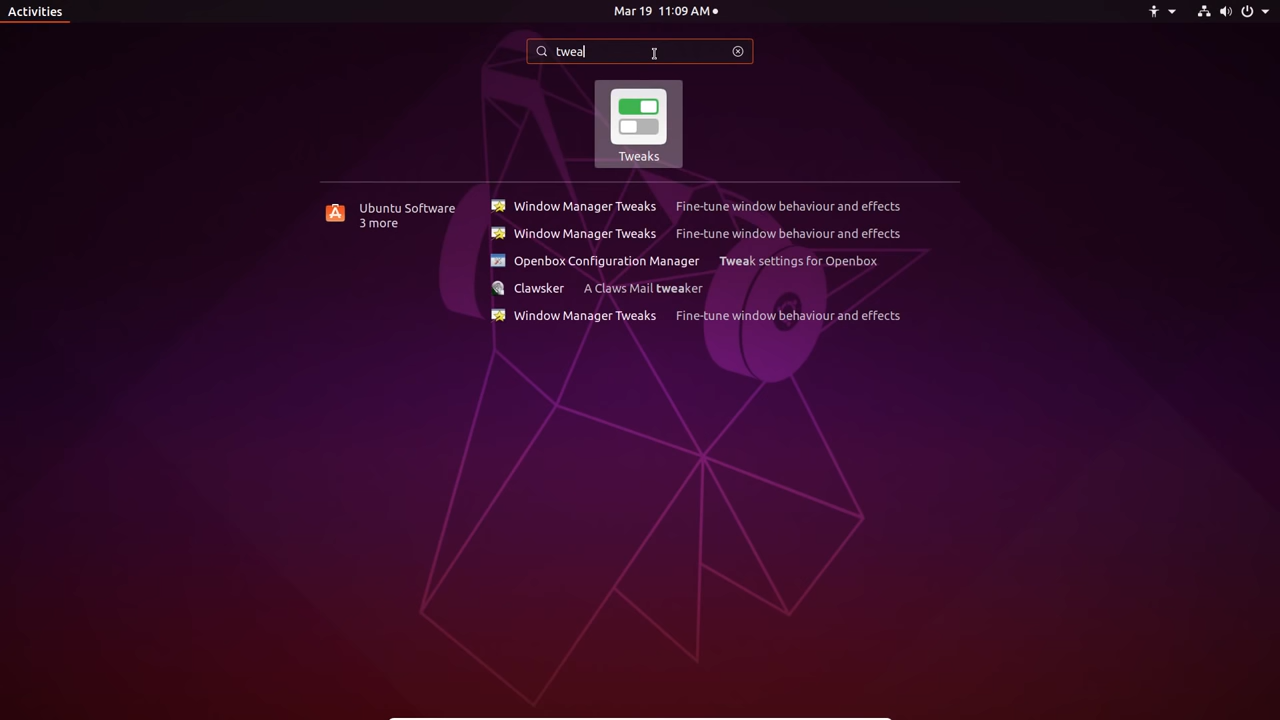 Activities
Mar 19 11:09 AM
twea
Tweaks
Ubuntu Software
3 more
Window Manager Tweaks Fine-tune window behaviour and effects
Window Manager Tweaks Fine-tune window behaviour and effects
Openbox Configuration Manager Tweak settings for Openbox
Clawsker A Claws Mail tweaker
Window Manager Tweaks Fine-tune window behaviour and effects